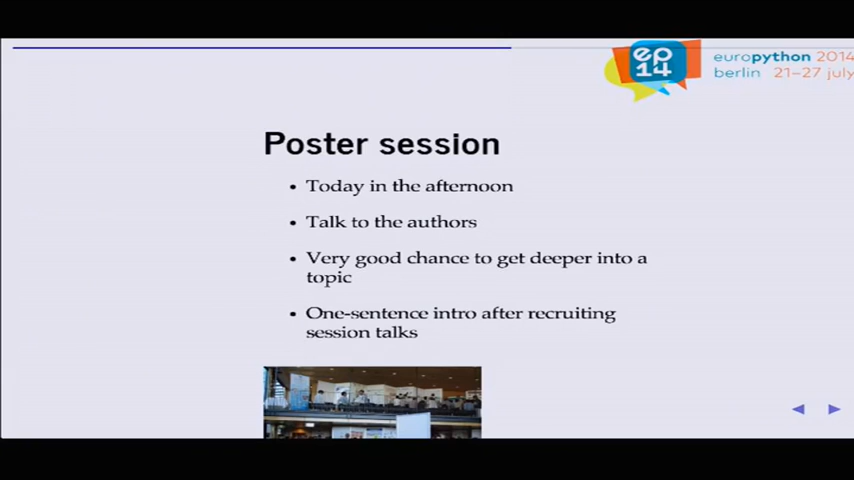 ep
14
europython 2014
berlin 21–27 july
Poster session
• Today in the afternoon
• Talk to the authors
• Very good chance to get deeper into a
topic
• One-sentence intro after recruiting
session talks